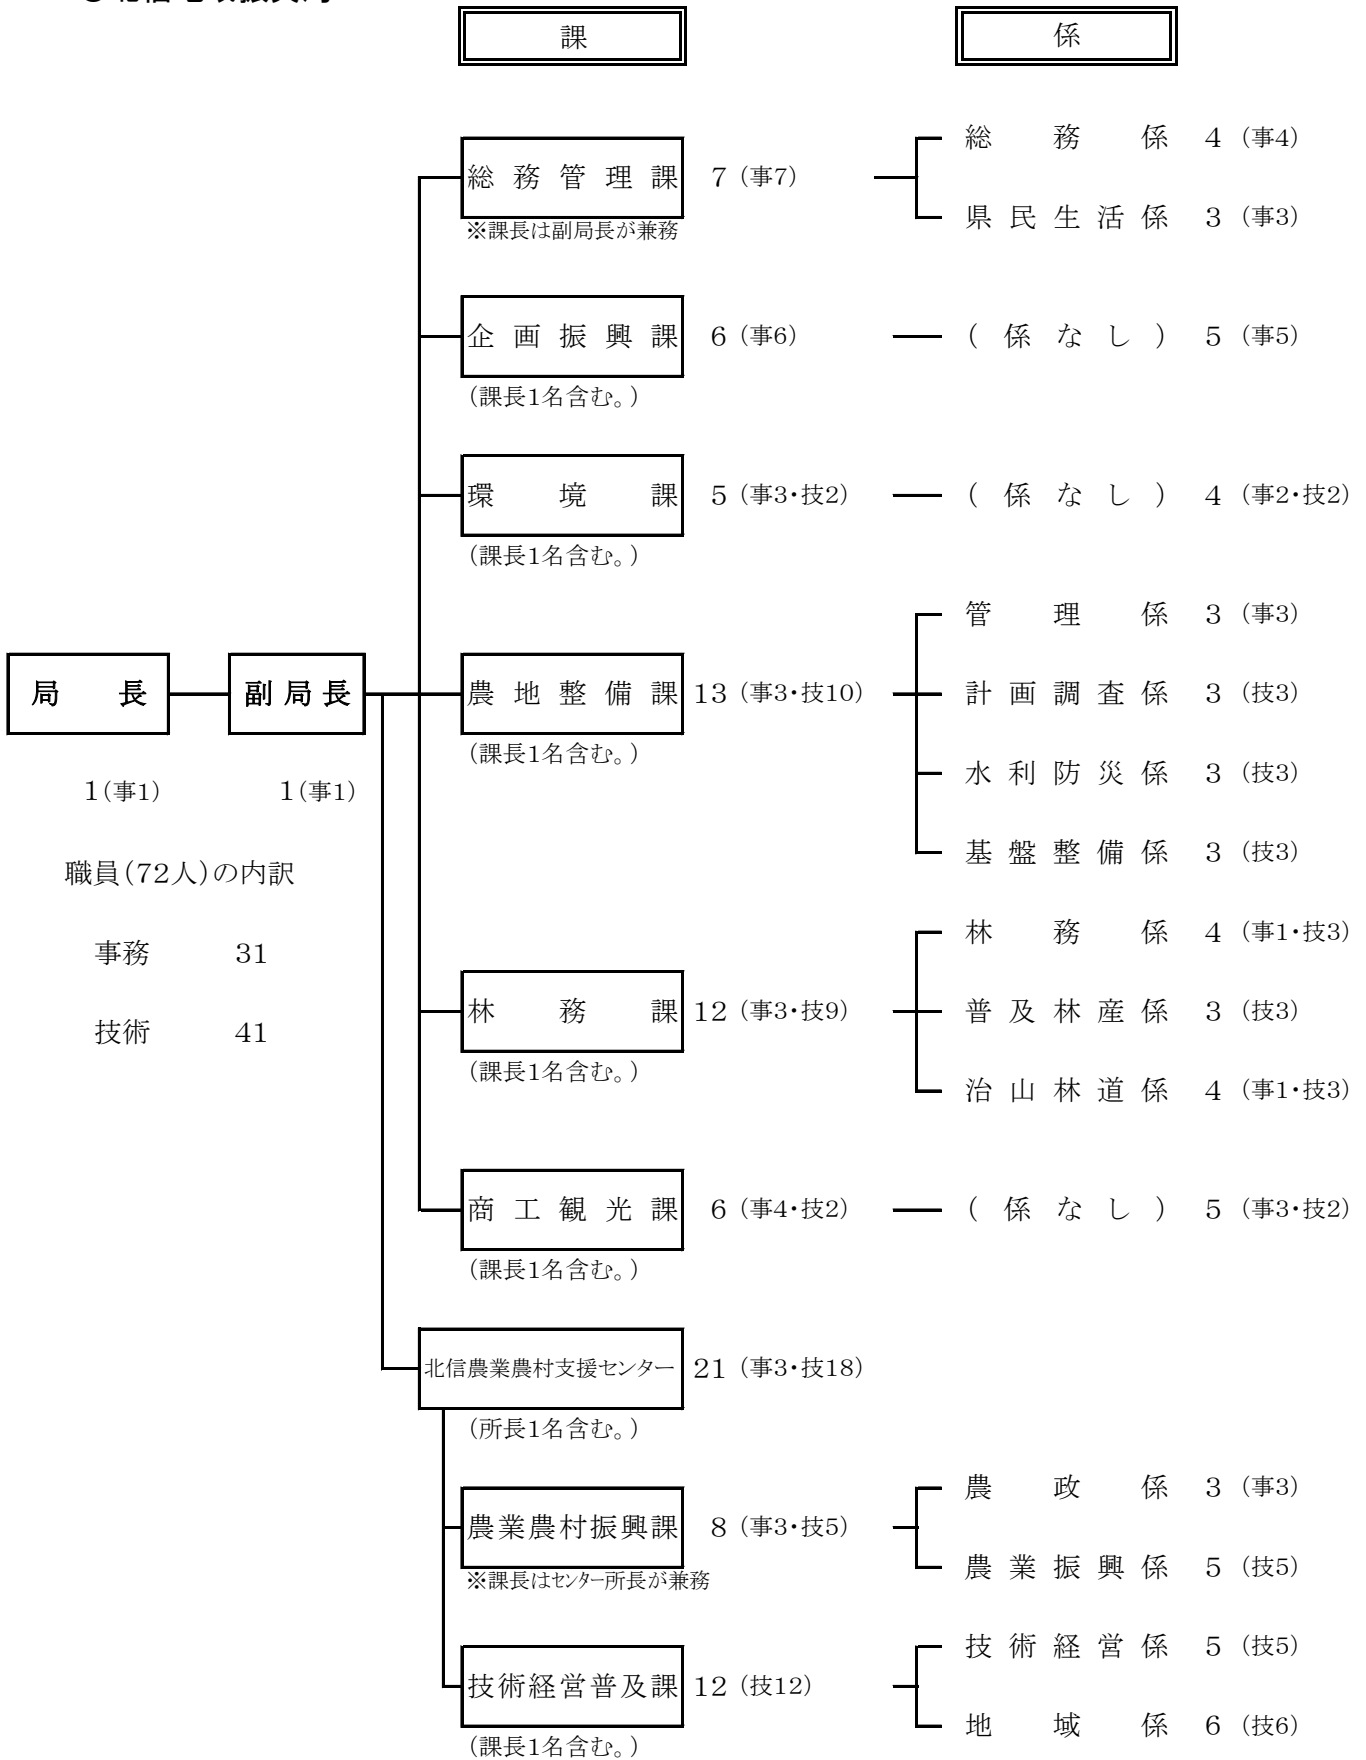 課
係
総務管理課 7 (事7)
※課長は副局長が兼務
総務係 4 (事4)
県民生活係 3 (事3)
企画振興課 6 (事6)
(課長1名含む。)
(係なし) 5 (事5)
環境課 5 (事3・技2)
(課長1名含む。)
(係なし) 4 (事2・技2)
局長
1(事1)
副局長
1(事1)
職員(72人)の内訳
事務 31
技術 41
農地整備課 13 (事3・技10)
(課長1名含む。)
管理係 3 (事3)
計画調査係 3 (技3)
水利防災係 3 (技3)
基盤整備係 3 (技3)
林務課 12 (事3・技9)
(課長1名含む。)
林務係 4 (事1・技3)
普及林産係 3 (技3)
治山林道係 4 (事1・技3)
商工観光課 6 (事4・技2)
(課長1名含む。)
(係なし) 5 (事3・技2)
北信農業農村支援センター 21 (事3・技18)
(所長1名含む。)
農業農村振興課 8 (事3・技5)
※課長はセンター所長が兼務
農政係 3 (事3)
農業振興係 5 (技5)
技術経営普及課 12 (技12)
(課長1名含む。)
技術経営係 5 (技5)
地域係 6 (技6)